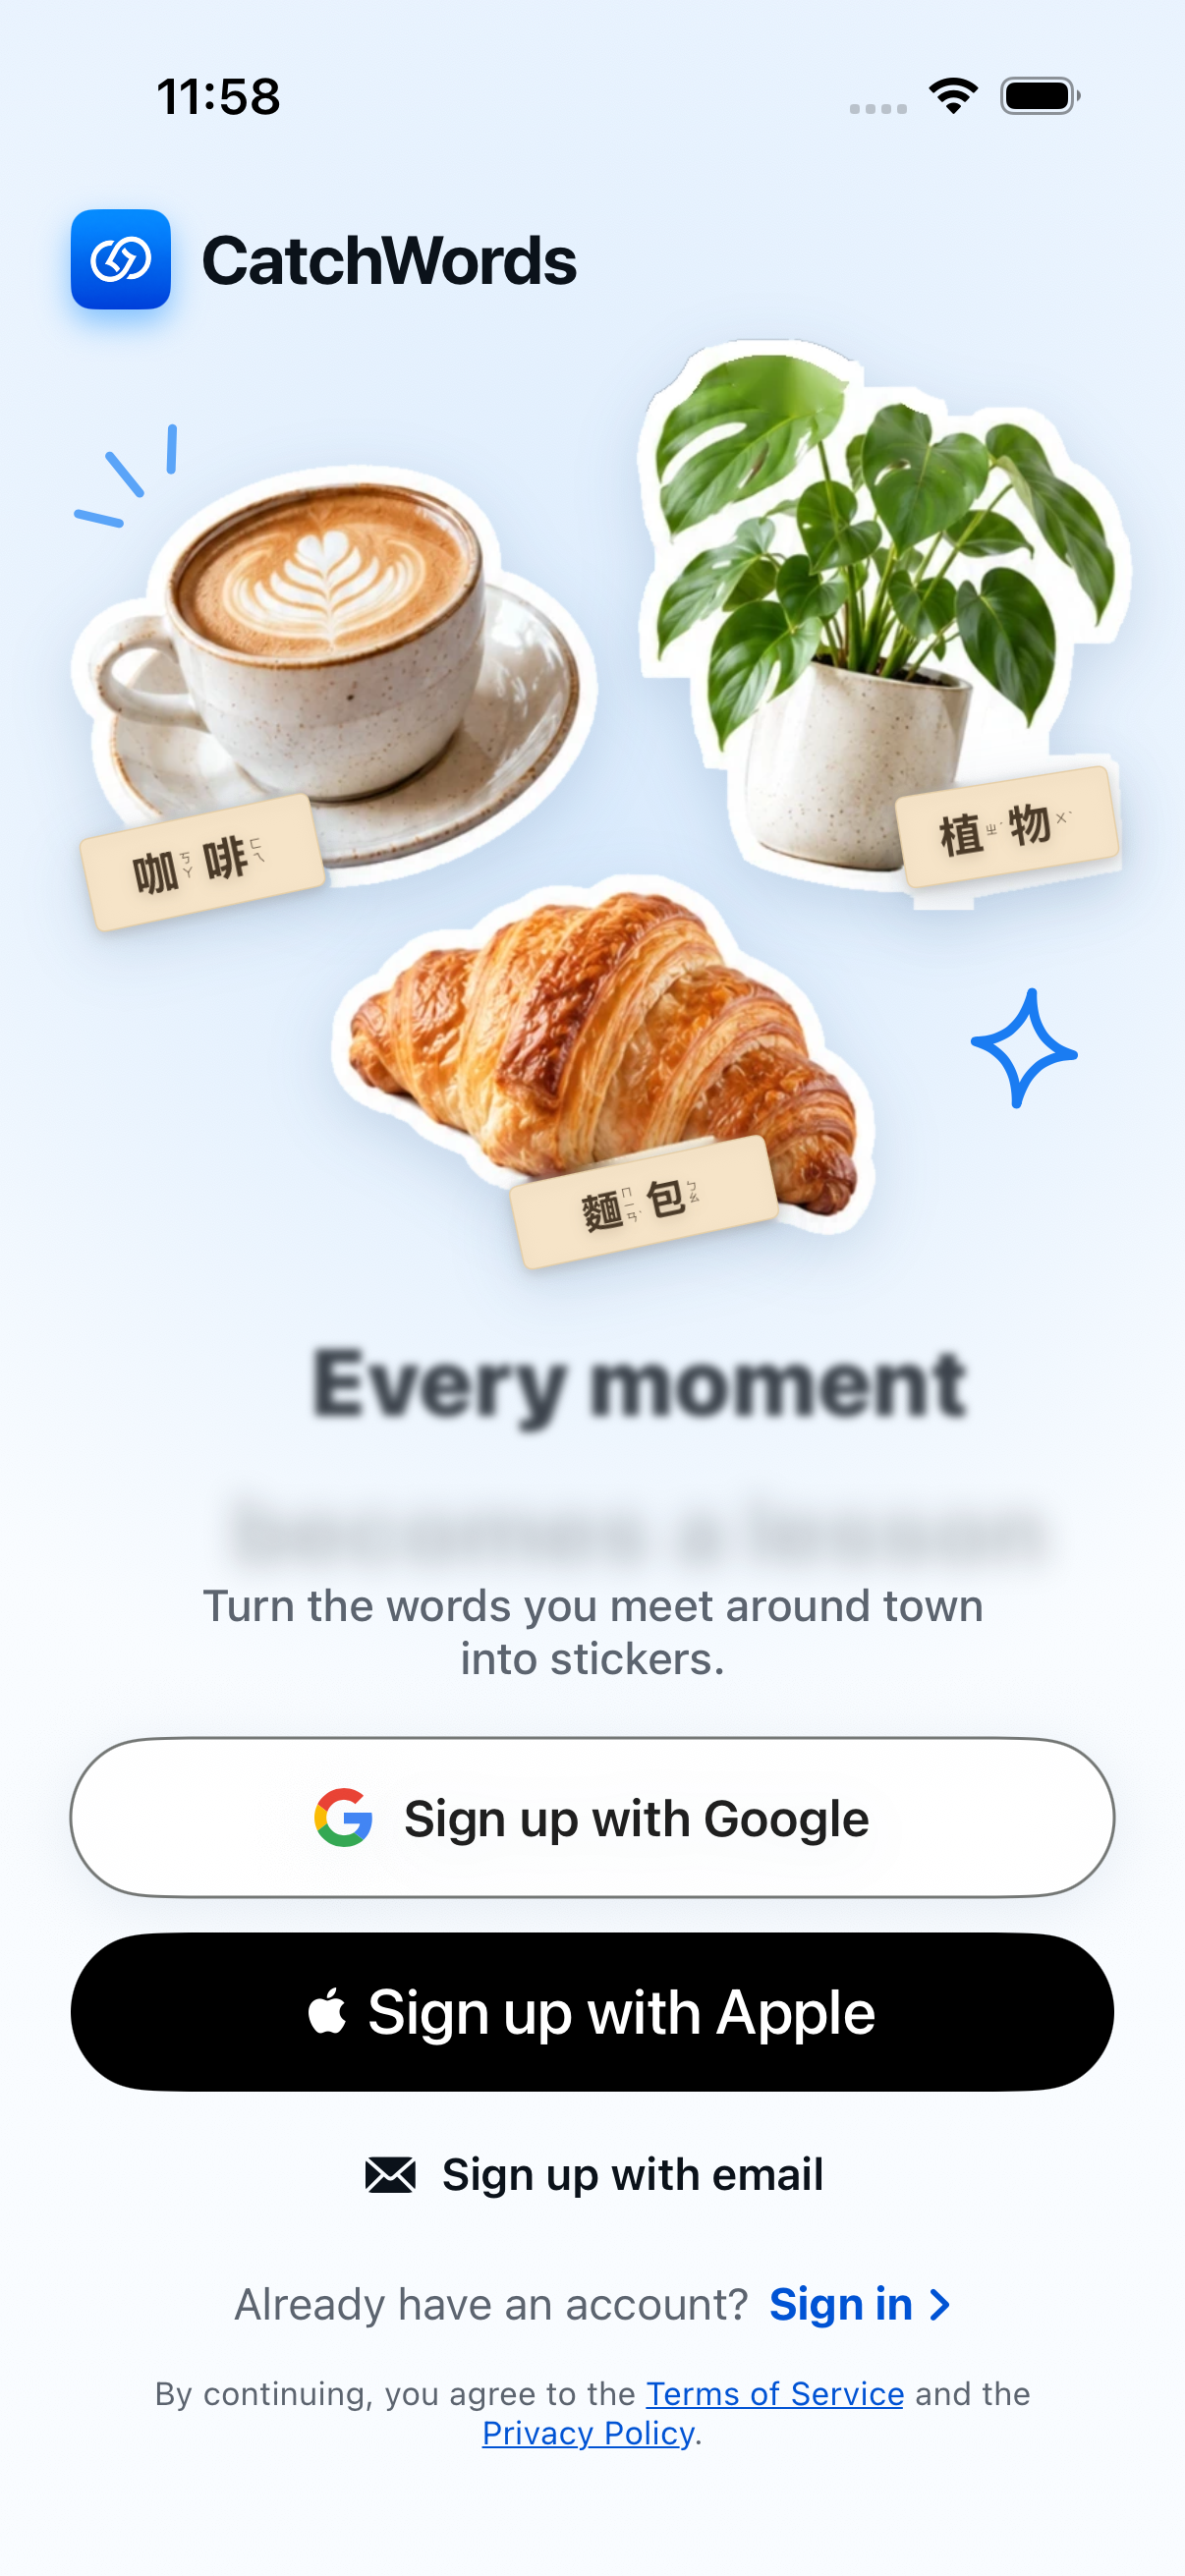 11:58
CatchWords
咖ㄎㄚ啡ㄈㄟ
植ㄓˊ物ㄨˋ
麵ㄇㄧㄢˋ包ㄅㄠ
Every moment
becomes a lesson
Turn the words you meet around town
into stickers.
Sign up with Google
Sign up with Apple
Sign up with email
Already have an account? Sign in >
By continuing, you agree to the Terms of Service and the
Privacy Policy.